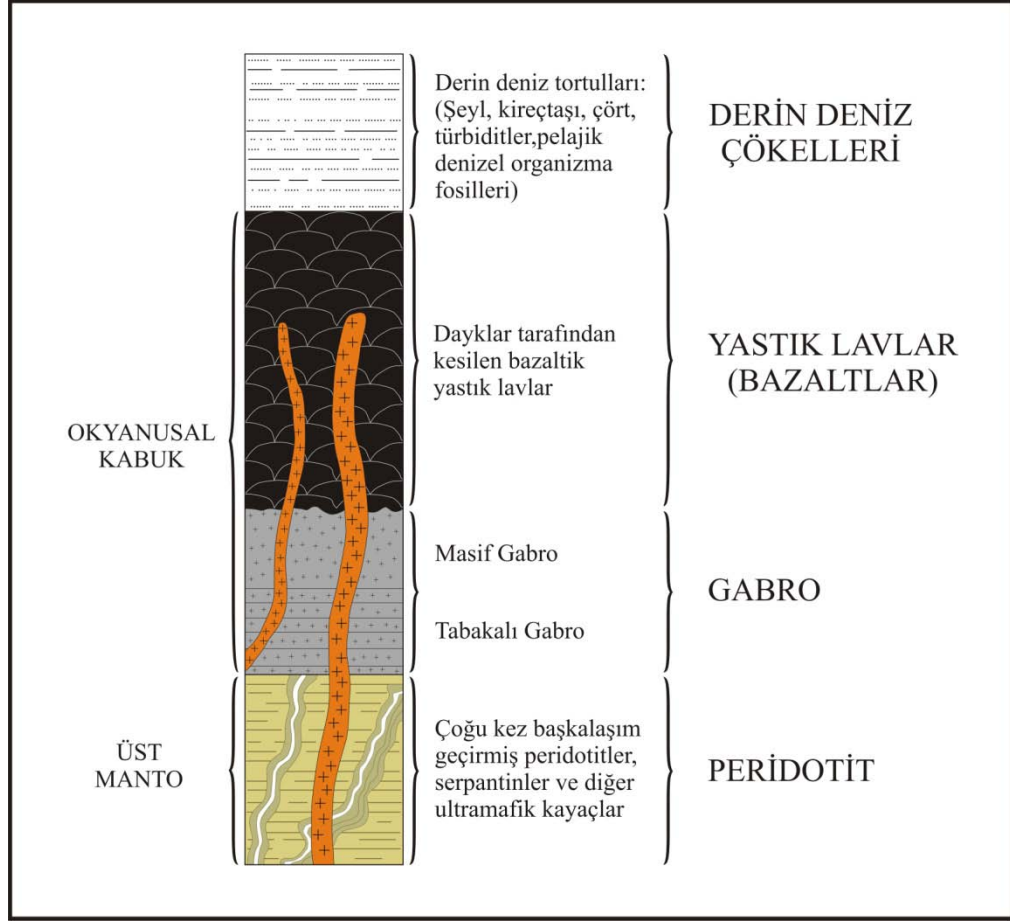 Derin deniz tortulları:
(Şeyl, kireçtaşı, çört,
türbiditler,pelajik
denizel organizma
fosilleri)
DERİN DENİZ
ÇÖKELLERİ
OKYANUSAL
KABUK
Dayklar tarafından
kesilen bazaltik
yastık lavlar
YASTIK LAVLAR
(BAZALTLAR)
Masif Gabro
Tabakalı Gabro
GABRO
ÜST
MANTO
Çoğu kez başkalaşım
geçirmiş peridotitler,
serpantinler ve diğer
ultramafik kayaçlar
PERİDOTİT